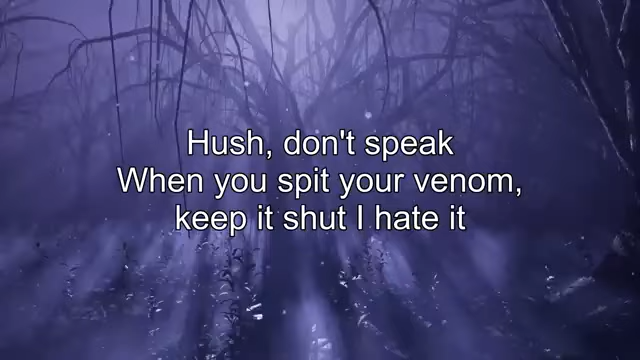 Hush, don't speak
When you spit your venom,
keep it shut I hate it